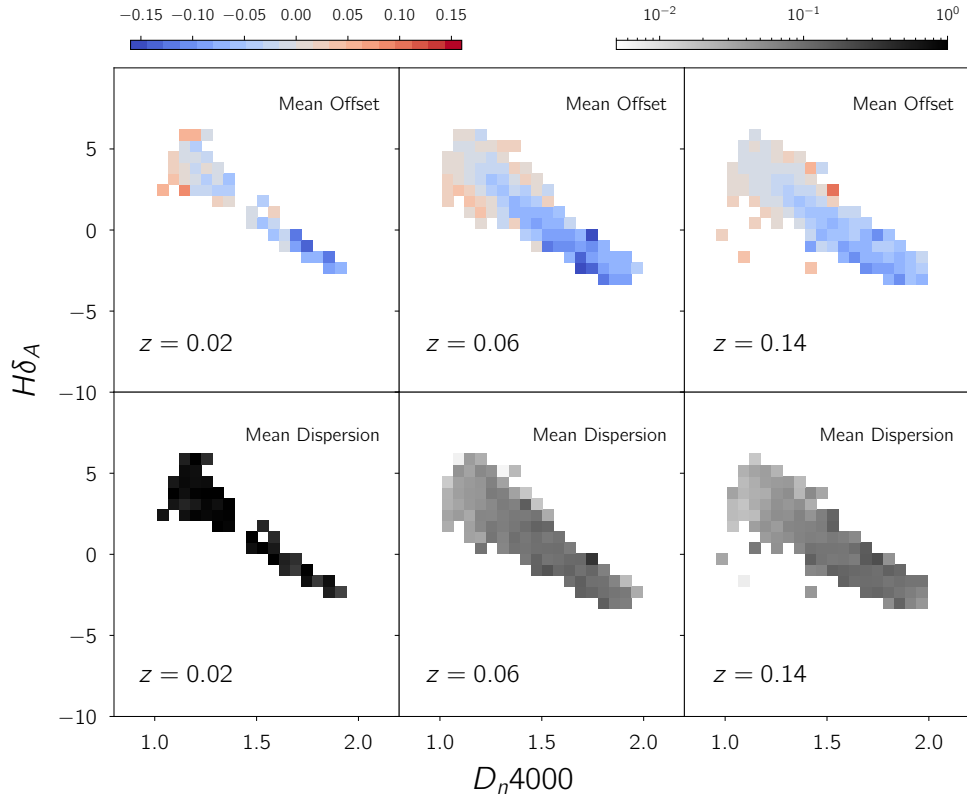 −0.15 −0.10 −0.05 0.00 0.05 0.10 0.15
10⁻² 10⁻¹ 10⁰
Mean Offset Mean Offset Mean Offset
5
0
−5
−10
z = 0.02 z = 0.06 z = 0.14
Hδ_A
Mean Dispersion Mean Dispersion Mean Dispersion
5
0
−5
−10
z = 0.02 z = 0.06 z = 0.14
1.0 1.5 2.0 1.0 1.5 2.0 1.0 1.5 2.0
D_n4000